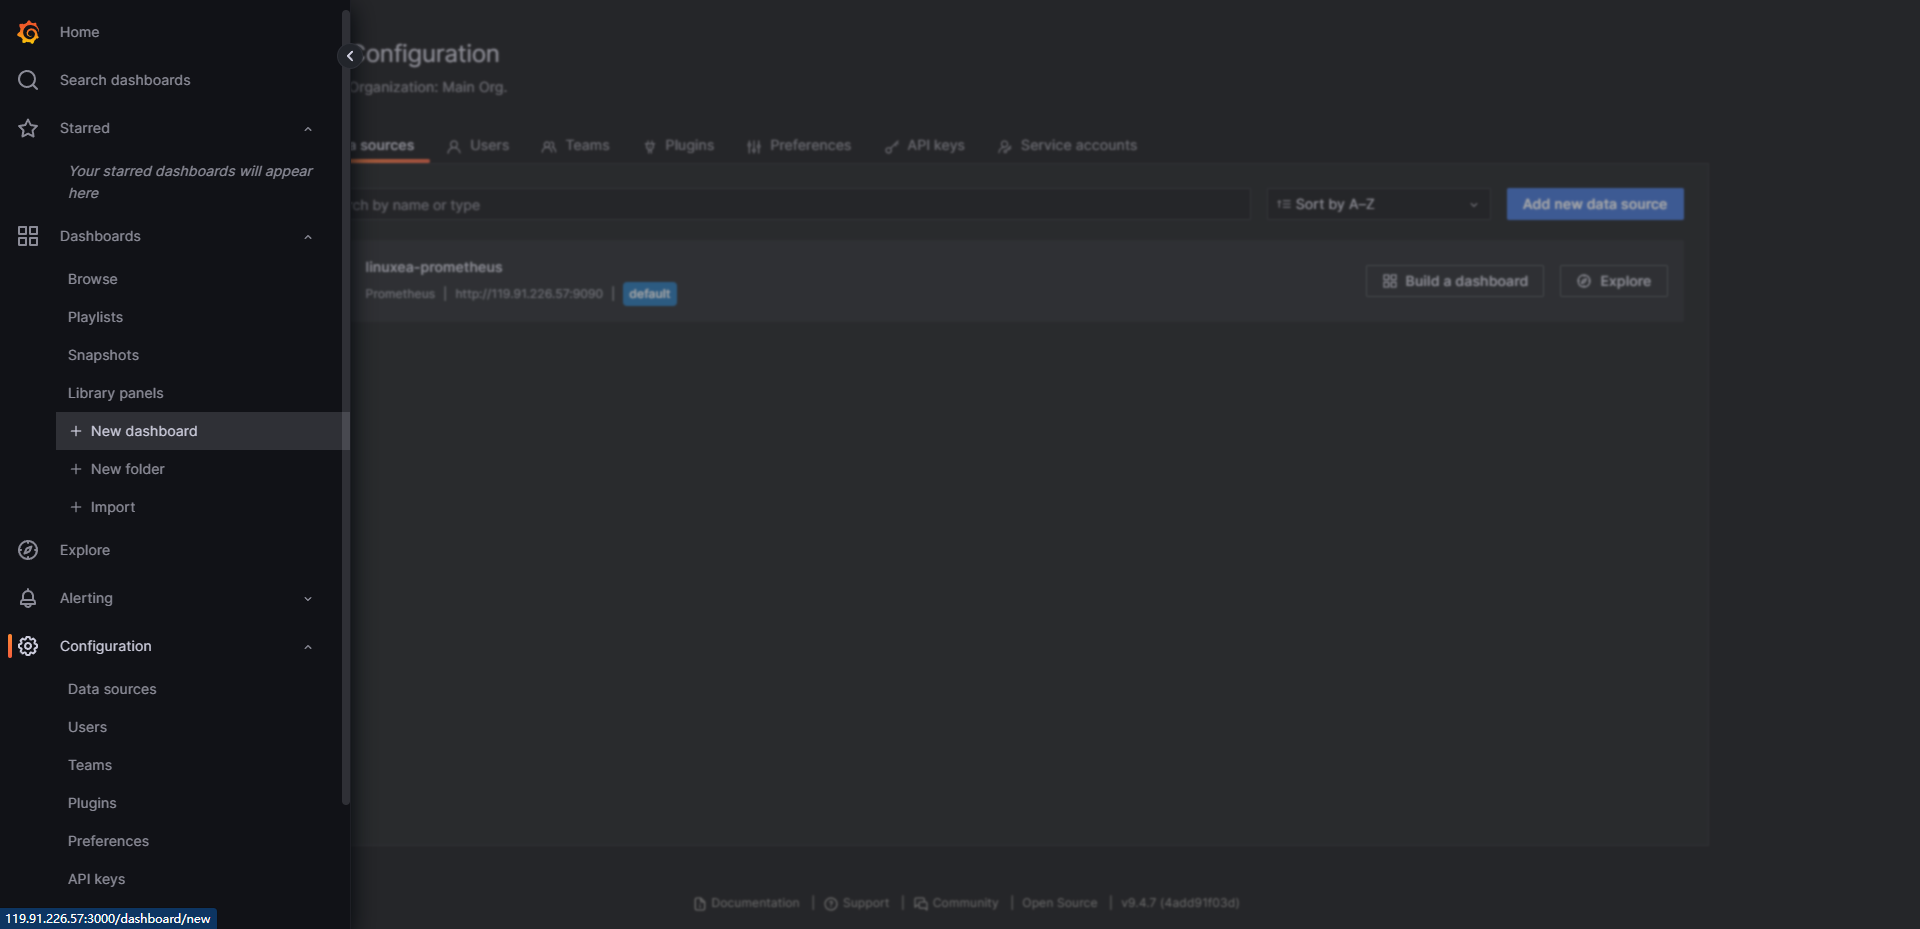 Home
Search dashboards
Starred
Your starred dashboards will appear
here
Dashboards
Browse
Playlists
Snapshots
Library panels
New dashboard
New folder
Import
Explore
Alerting
Configuration
Data sources
Users
Teams
Plugins
Preferences
API keys
119.91.226.57:3000/dashboard/new
Configuration
Organization: Main Org.
a sources Users Teams Plugins Preferences API keys Service accounts
ch by name or type Sort by A–Z Add new data source
linuxea-prometheus
Prometheus | http://119.91.226.57:9090 | default
Build a dashboard Explore
Documentation | Support | Community | Open Source | v9.4.7 (4add91f03d)